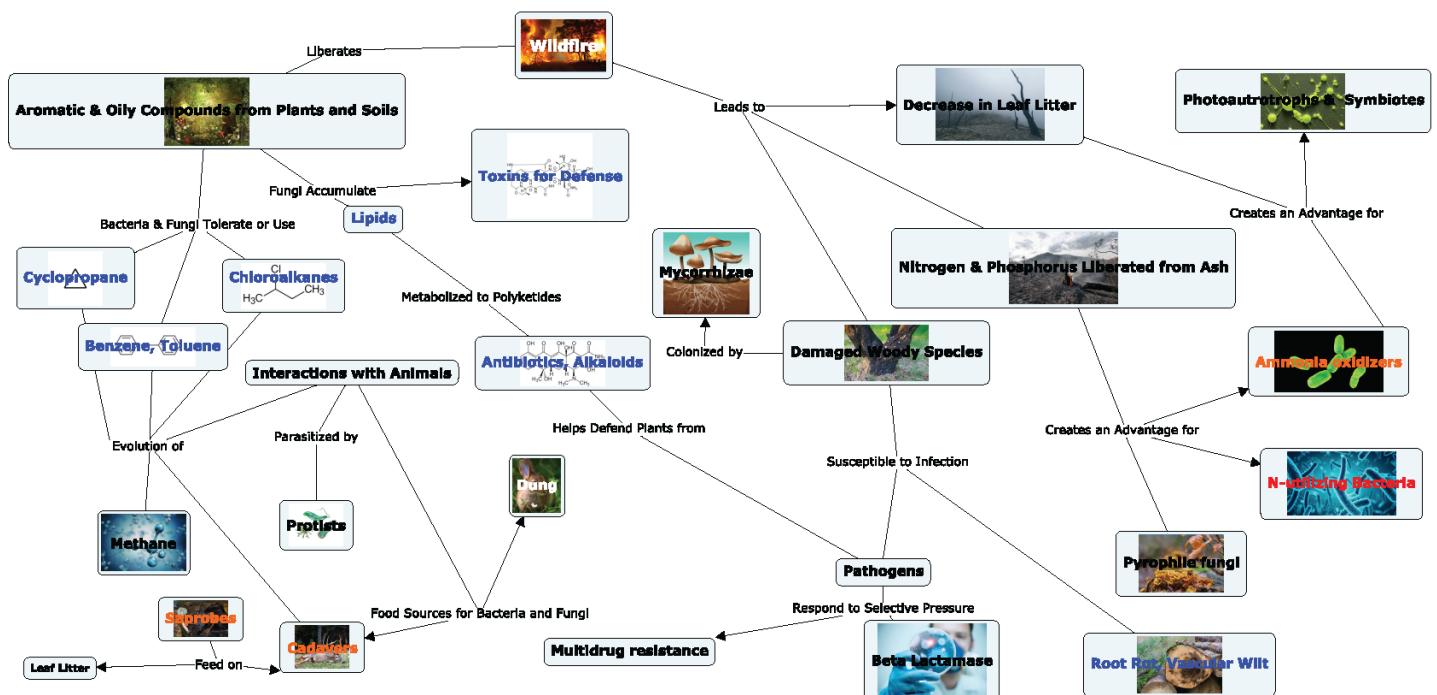 Wildfire
Liberates
Aromatic & Oily Compounds from Plants and Soils
Leads to
Decrease in Leaf Litter
Photoautrotrophs & Symbiotes
Fungi Accumulate
Toxins for Defense
Lipids
Bacteria & Fungi Tolerate or Use
Creates an Advantage for
Cyclopropane
Chloroalkanes
Cl
H₃C
CH₃
Mycorrhizae
Nitrogen & Phosphorus Liberated from Ash
Metabolized to Polyketides
Benzene, Toluene
Antibiotics, Alkaloids
Colonized by
Damaged Woody Species
Ammonia oxidizers
Interactions with Animals
Evolution of
Parasitized by
Helps Defend Plants from
Creates an Advantage for
Susceptible to Infection
Dung
N-utilizing Bacteria
Protists
Methane
Pathogens
Pyrophile fungi
Saprobes
Food Sources for Bacteria and Fungi
Respond to Selective Pressure
Cadavers
Multidrug resistance
Beta Lactamase
Root Rot, Vascular Wilt
Leaf Litter
Feed on